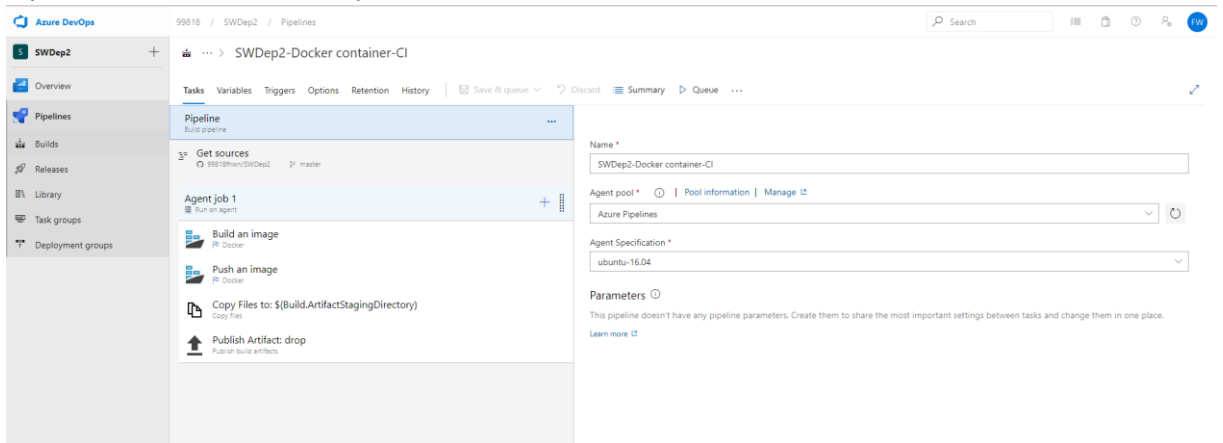 Azure DevOps
99818 / SWDep2 / Pipelines
Search
FW
S SWDep2
SWDep2-Docker container-CI
Overview
Tasks Variables Triggers Options Retention History Save & queue Discard Summary Queue ...
Pipelines
Pipeline
Build pipeline
Builds
Get sources
99818fhwn/SWDep2 master
Releases
Library
Agent job 1
Run on agent
Task groups
Deployment groups
Build an image
Docker
Push an image
Docker
Copy Files to: $(Build.ArtifactStagingDirectory)
Copy files
Publish Artifact: drop
Publish build artifacts
Name *
SWDep2-Docker container-CI
Agent pool * | Pool information | Manage
Azure Pipelines
Agent Specification *
ubuntu-16.04
Parameters
This pipeline doesn't have any pipeline parameters. Create them to share the most important settings between tasks and change them in one place.
Learn more